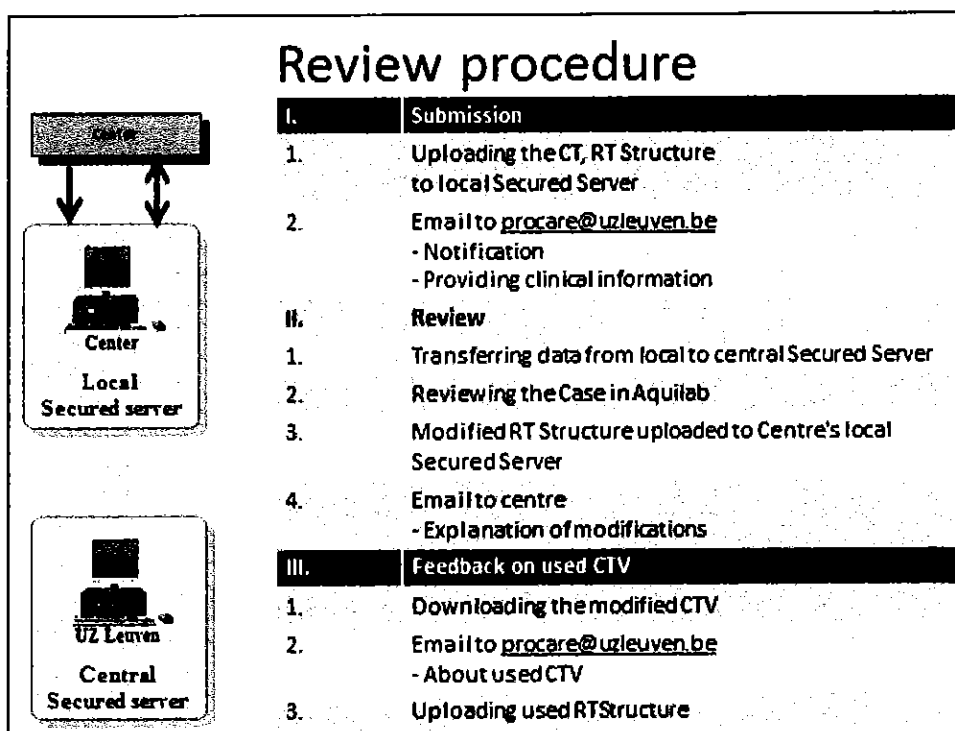 Review procedure
I. Submission
1. Uploading the CT, RT Structure
to local Secured Server
2. Email to procare@uzleuven.be
- Notification
- Providing clinical information
II. Review
1. Transferring data from local to central Secured Server
2. Reviewing the Case in Aquilab
3. Modified RT Structure uploaded to Centre's local
Secured Server
4. Email to centre
- Explanation of modifications
III. Feedback on used CTV
1. Downloading the modified CTV
2. Email to procare@uzleuven.be
- About used CTV
3. Uploading used RTStructure
Center
Center
Local
Secured server
UZ Leuven
Central
Secured server